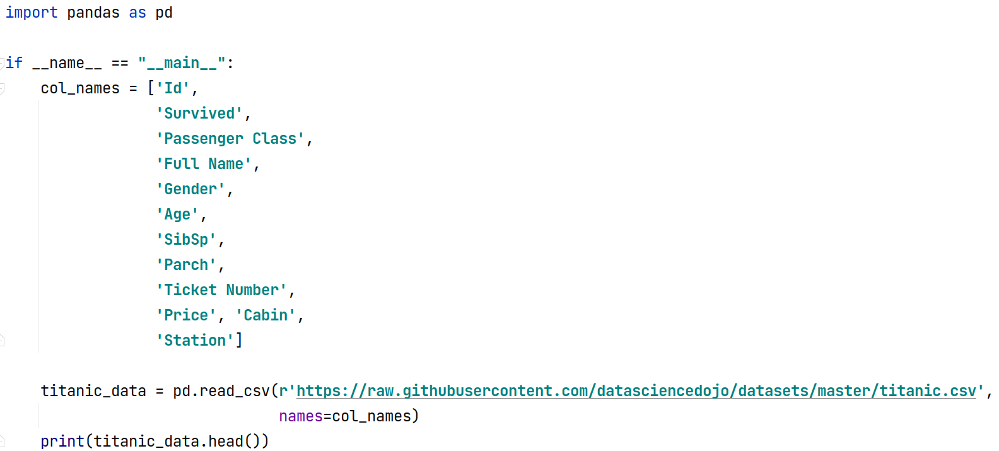 import pandas as pd
if __name__ == "__main__":
col_names = ['Id',
'Survived',
'Passenger Class',
'Full Name',
'Gender',
'Age',
'SibSp',
'Parch',
'Ticket Number',
'Price', 'Cabin',
'Station']
titanic_data = pd.read_csv(r'https://raw.githubusercontent.com/datasciencedojo/datasets/master/titanic.csv',
names=col_names)
print(titanic_data.head())